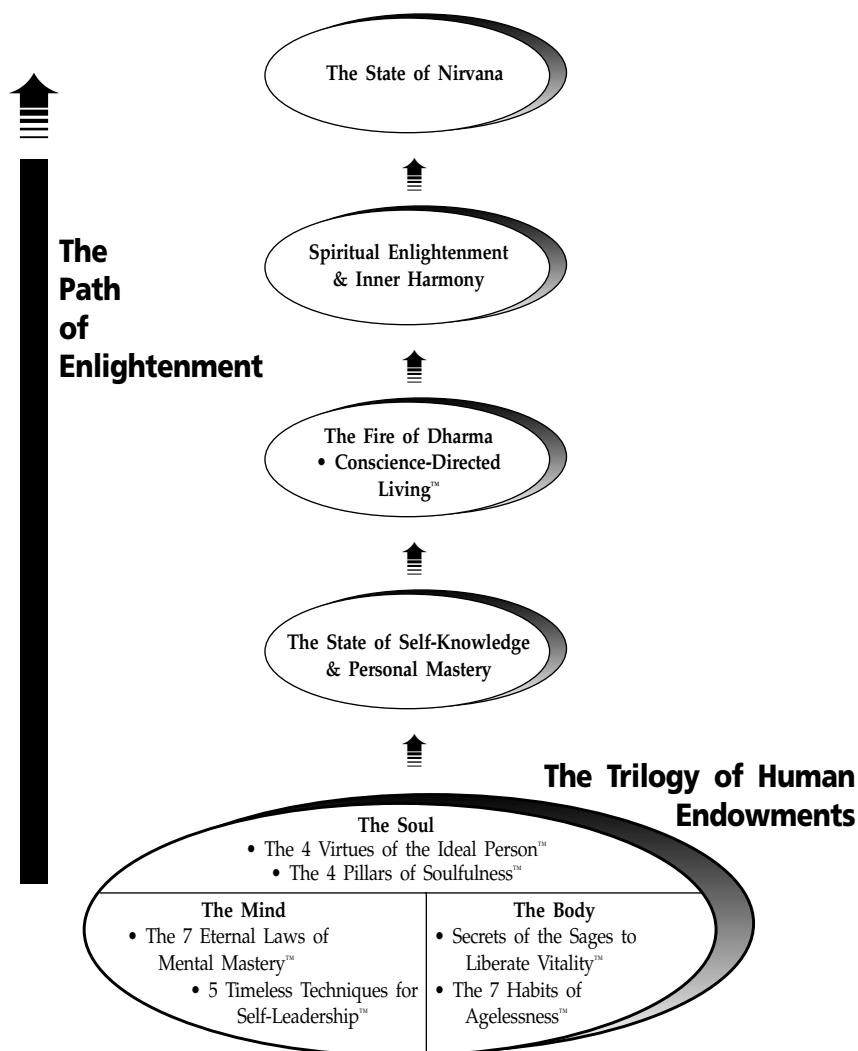 The State of Nirvana
The
Path
of
Enlightenment
Spiritual Enlightenment
& Inner Harmony
The Fire of Dharma
• Conscience-Directed
Living™
The State of Self-Knowledge
& Personal Mastery
The Trilogy of Human
Endowments
The Soul
• The 4 Virtues of the Ideal Person™
• The 4 Pillars of Soulfulness™
The Mind
• The 7 Eternal Laws of
Mental Mastery™
• 5 Timeless Techniques for
Self-Leadership™
The Body
• Secrets of the Sages to
Liberate Vitality™
• The 7 Habits of
Agelessness™